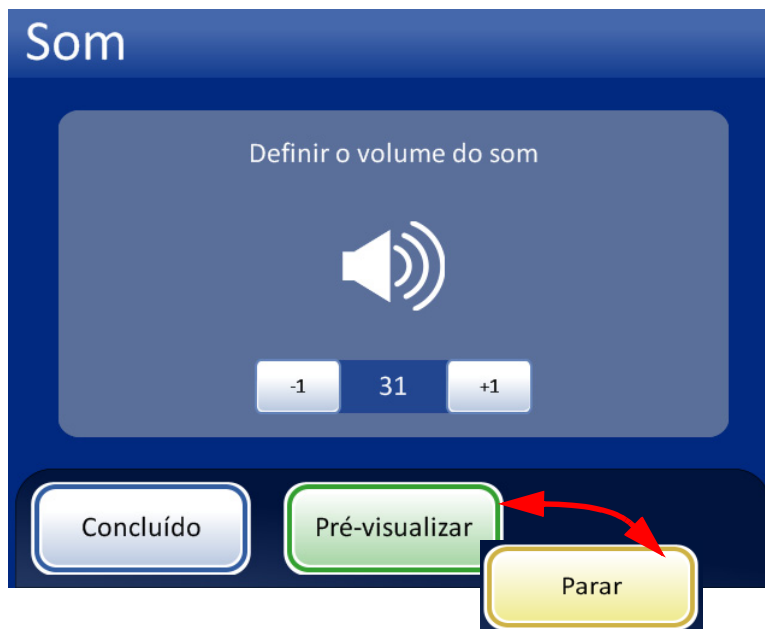 Som
Definir o volume do som
-1 31 +1
Concluído Pré-visualizar
Parar